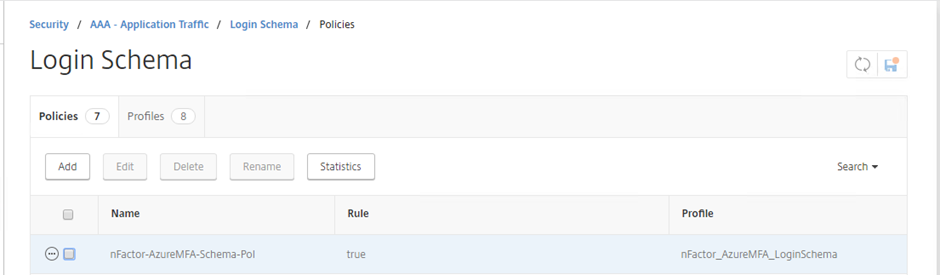 Security / AAA - Application Traffic / Login Schema / Policies
Login Schema
Policies 7 Profiles 8
Add Edit Delete Rename Statistics Search
Name Rule Profile
nFactor-AzureMFA-Schema-Pol true nFactor_AzureMFA_LoginSchema